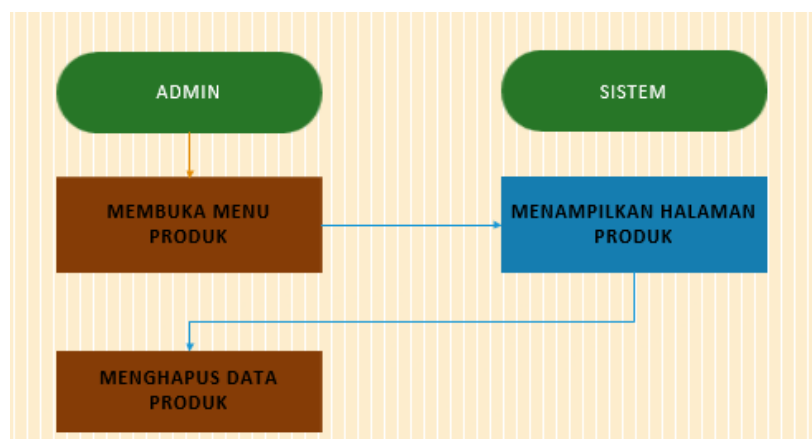 ADMIN
SISTEM
MEMBUKA MENU
PRODUK
MENAMPILKAN HALAMAN
PRODUK
MENGHAPUS DATA
PRODUK